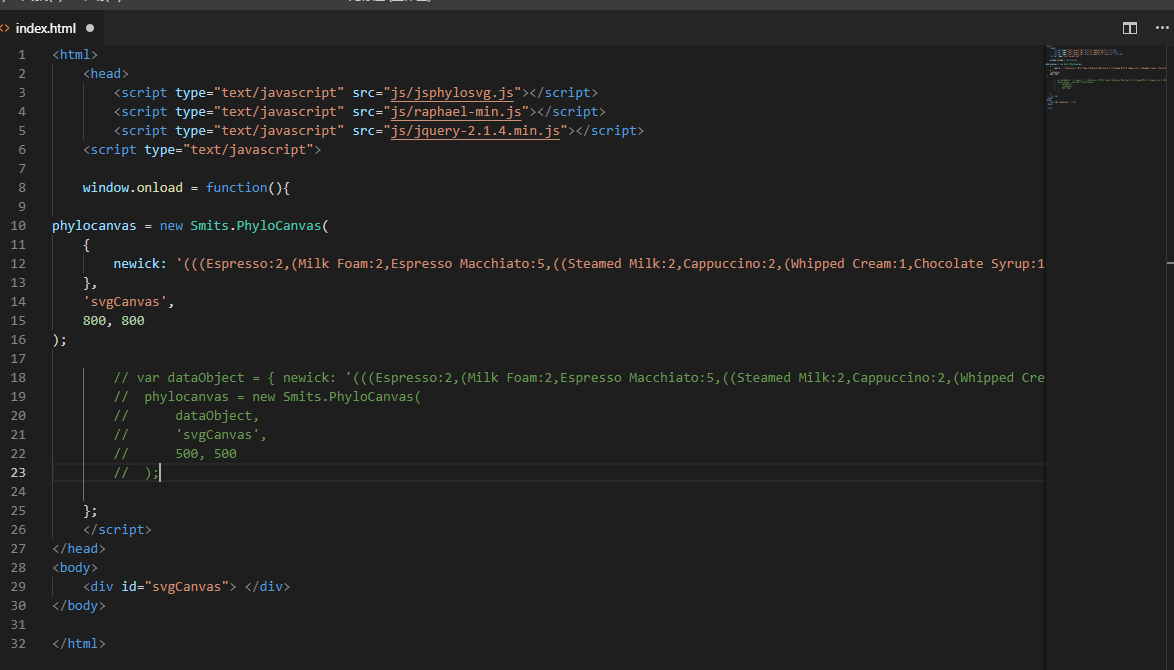 index.html
1 <html>
2 <head>
3 <script type="text/javascript" src="js/jsphylosvg.js"></script>
4 <script type="text/javascript" src="js/raphael-min.js"></script>
5 <script type="text/javascript" src="js/jquery-2.1.4.min.js"></script>
6 <script type="text/javascript">
7
8 window.onload = function(){
9
10 phylocanvas = new Smits.PhyloCanvas(
11 {
12 newick: '(((Espresso:2,(Milk Foam:2,Espresso Macchiato:5,((Steamed Milk:2,Cappuccino:2,(Whipped Cream:1,Chocolate Syrup:1
13 },
14 'svgCanvas',
15 800, 800
16 );
17
18 // var dataObject = { newick: '(((Espresso:2,(Milk Foam:2,Espresso Macchiato:5,((Steamed Milk:2,Cappuccino:2,(Whipped Cre
19 // phylocanvas = new Smits.PhyloCanvas(
20 // dataObject,
21 // 'svgCanvas',
22 // 500, 500
23 // );
24
25 };
26 </script>
27 </head>
28 <body>
29 <div id="svgCanvas"> </div>
30 </body>
31
32 </html>